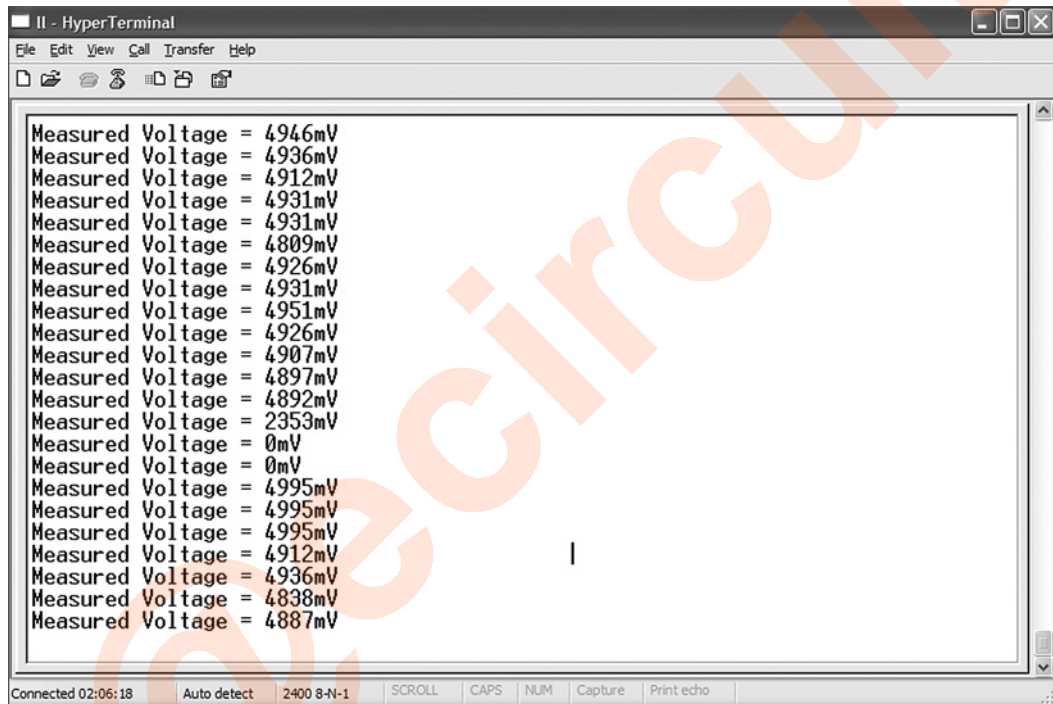 II - HyperTerminal
File Edit View Call Transfer Help
Measured Voltage = 4946mV
Measured Voltage = 4936mV
Measured Voltage = 4912mV
Measured Voltage = 4931mV
Measured Voltage = 4931mV
Measured Voltage = 4809mV
Measured Voltage = 4926mV
Measured Voltage = 4931mV
Measured Voltage = 4951mV
Measured Voltage = 4926mV
Measured Voltage = 4907mV
Measured Voltage = 4897mV
Measured Voltage = 4892mV
Measured Voltage = 2353mV
Measured Voltage = 0mV
Measured Voltage = 0mV
Measured Voltage = 4995mV
Measured Voltage = 4995mV
Measured Voltage = 4995mV
Measured Voltage = 4912mV
Measured Voltage = 4936mV
Measured Voltage = 4838mV
Measured Voltage = 4887mV
Connected 02:06:18 Auto detect 2400 8-N-1 SCROLL CAPS NUM Capture Print echo